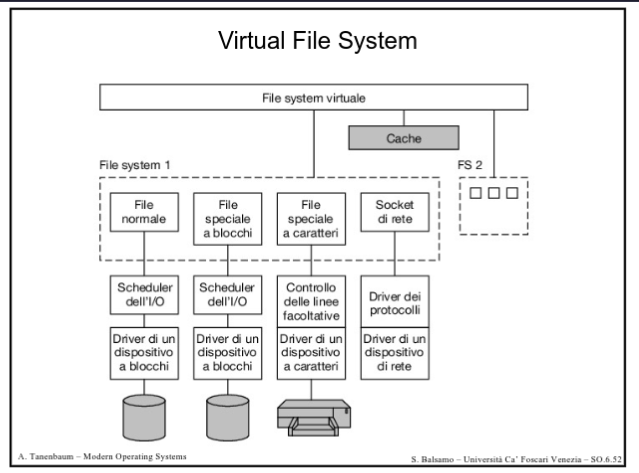 Virtual File System
File system virtuale
Cache
File system 1
FS 2
File
normale
File
speciale
a blocchi
File
speciale
a caratteri
Socket
di rete
Scheduler
dell'I/O
Scheduler
dell'I/O
Controllo
delle linee
facoltative
Driver dei
protocolli
Driver di un
dispositivo
a blocchi
Driver di un
dispositivo
a blocchi
Driver di un
dispositivo
a caratteri
Driver di un
dispositivo
di rete
A. Tanenbaum – Modern Operating Systems
S. Balsamo – Università Ca' Foscari Venezia – SO.6.52